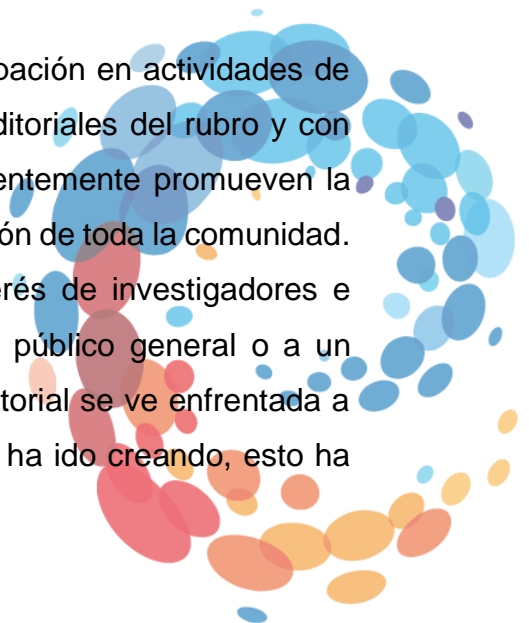 pación en actividades de
ditoriales del rubro y con
entemente promueven la
ón de toda la comunidad.
erés de investigadores e
público general o a un
torial se ve enfrentada a
ha ido creando, esto ha